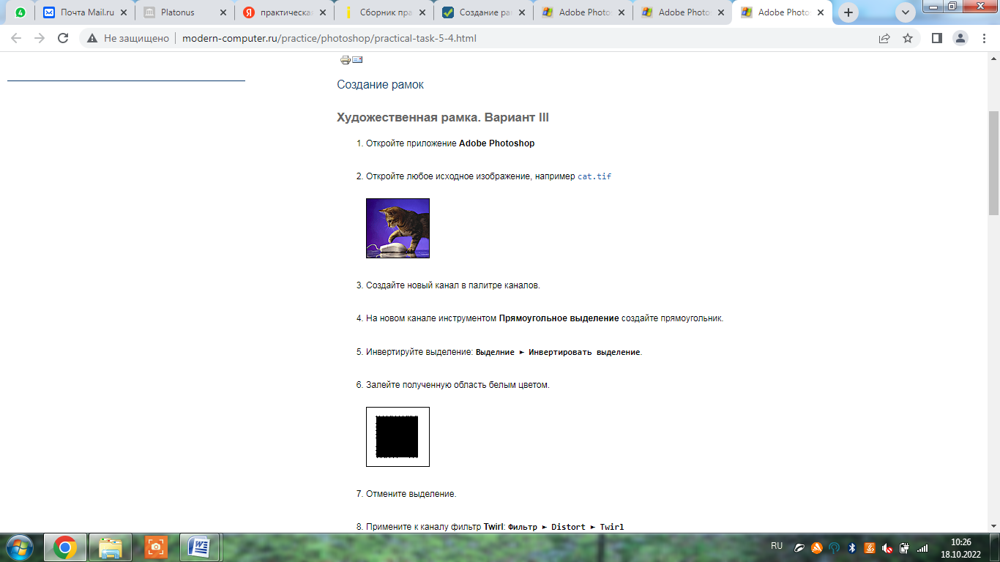 4 Почта Mail.ru Platonus практическа Сборник пра Создание ра Adobe Photo Adobe Photo Adobe Photo
Не защищено modern-computer.ru/practice/photoshop/practical-task-5-4.html
Создание рамок
Художественная рамка. Вариант III
1. Откройте приложение Adobe Photoshop
2. Откройте любое исходное изображение, например cat.tif
3. Создайте новый канал в палитре каналов.
4. На новом канале инструментом Прямоугольное выделение создайте прямоугольник.
5. Инвертируйте выделение: Выделние ► Инвертировать выделение.
6. Залейте полученную область белым цветом.
7. Отмените выделение.
8. Примените к каналу фильтр Twirl: Фильтр ► Distort ► Twirl
RU 10:26
18.10.2022